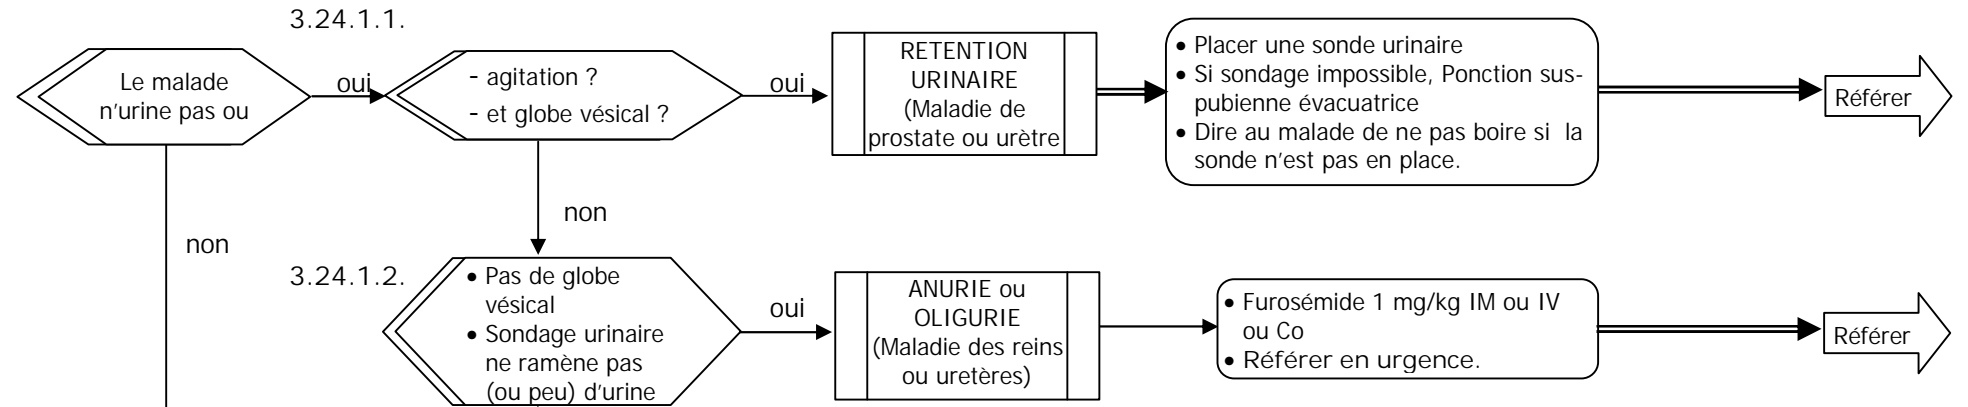 3.24.1.1.
Le malade
n'urine pas ou
oui
- agitation ?
- et globe vésical ?
oui
RETENTION
URINAIRE
(Maladie de
prostate ou urètre
• Placer une sonde urinaire
• Si sondage impossible, Ponction sus-
pubienne évacuatrice
• Dire au malade de ne pas boire si la
sonde n'est pas en place.
Référer
non
non
3.24.1.2.
• Pas de globe
vésical
• Sondage urinaire
ne ramène pas
(ou peu) d'urine
oui
ANURIE ou
OLIGURIE
(Maladie des reins
ou uretères)
• Furosémide 1 mg/kg IM ou IV
ou Co
• Référer en urgence.
Référer